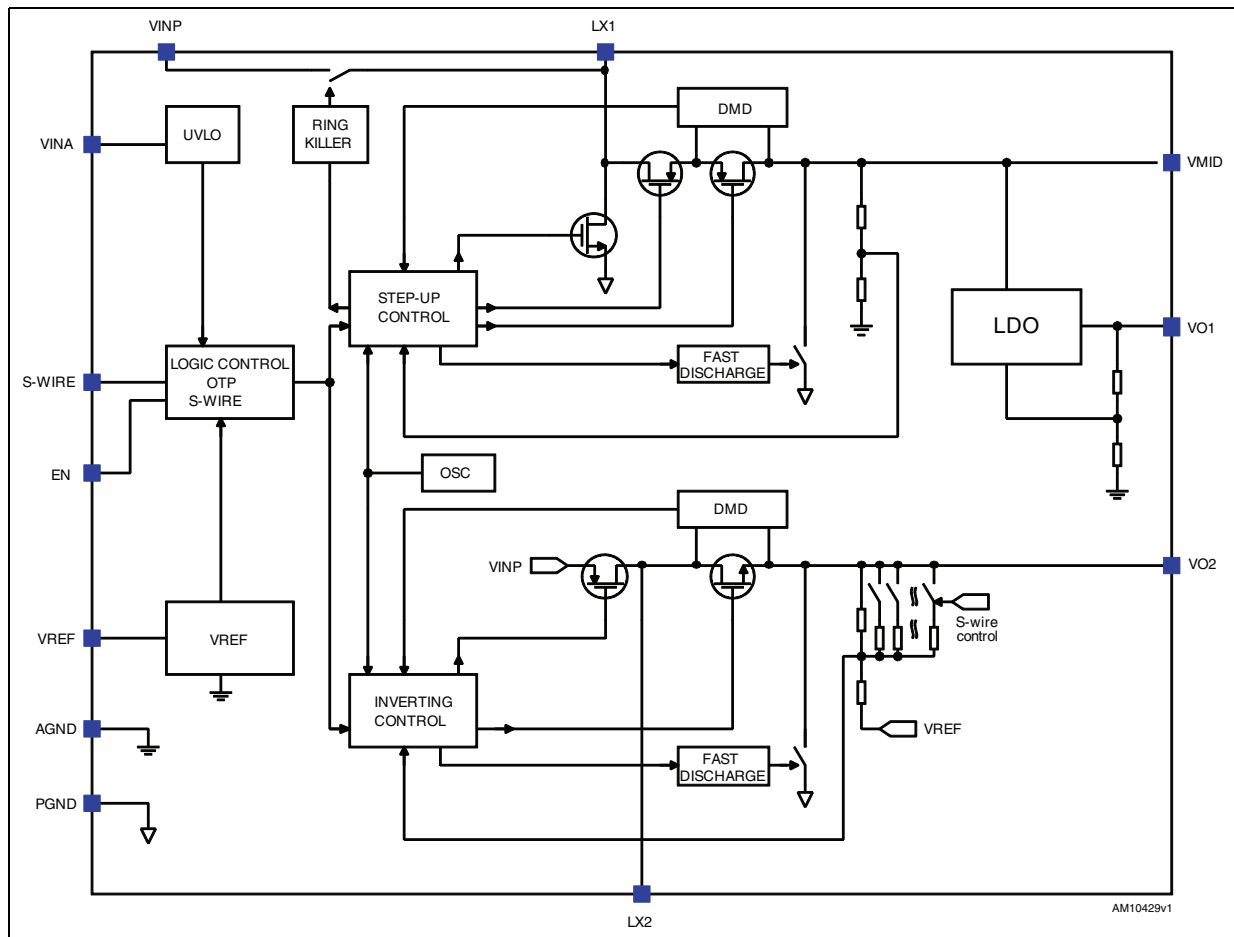 VINP
LX1
UVLO
RING
KILLER
DMD
VINA
VMID
STEP-UP
CONTROL
LDO
VO1
LOGIC CONTROL
OTP
S-WIRE
S-WIRE
FAST
DISCHARGE
EN
OSC
DMD
VINP
VO2
S-wire
control
VREF
VREF
INVERTING
CONTROL
VREF
AGND
FAST
DISCHARGE
PGND
AM10429v1
LX2